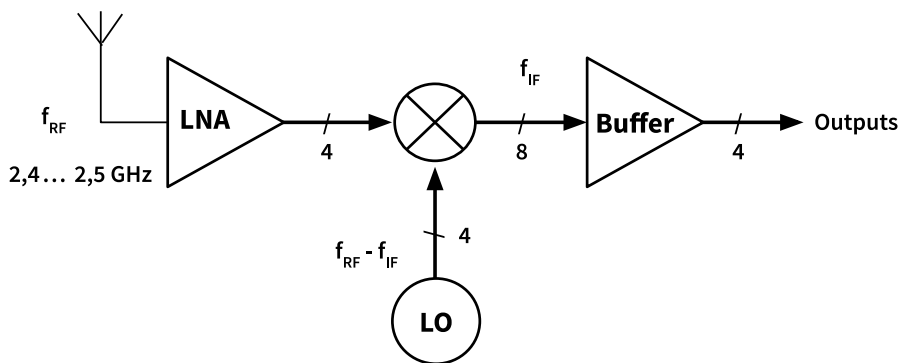 f_RF
2,4... 2,5 GHz
LNA
4
f_IF
8
Buffer
4
Outputs
4
f_RF - f_IF
LO